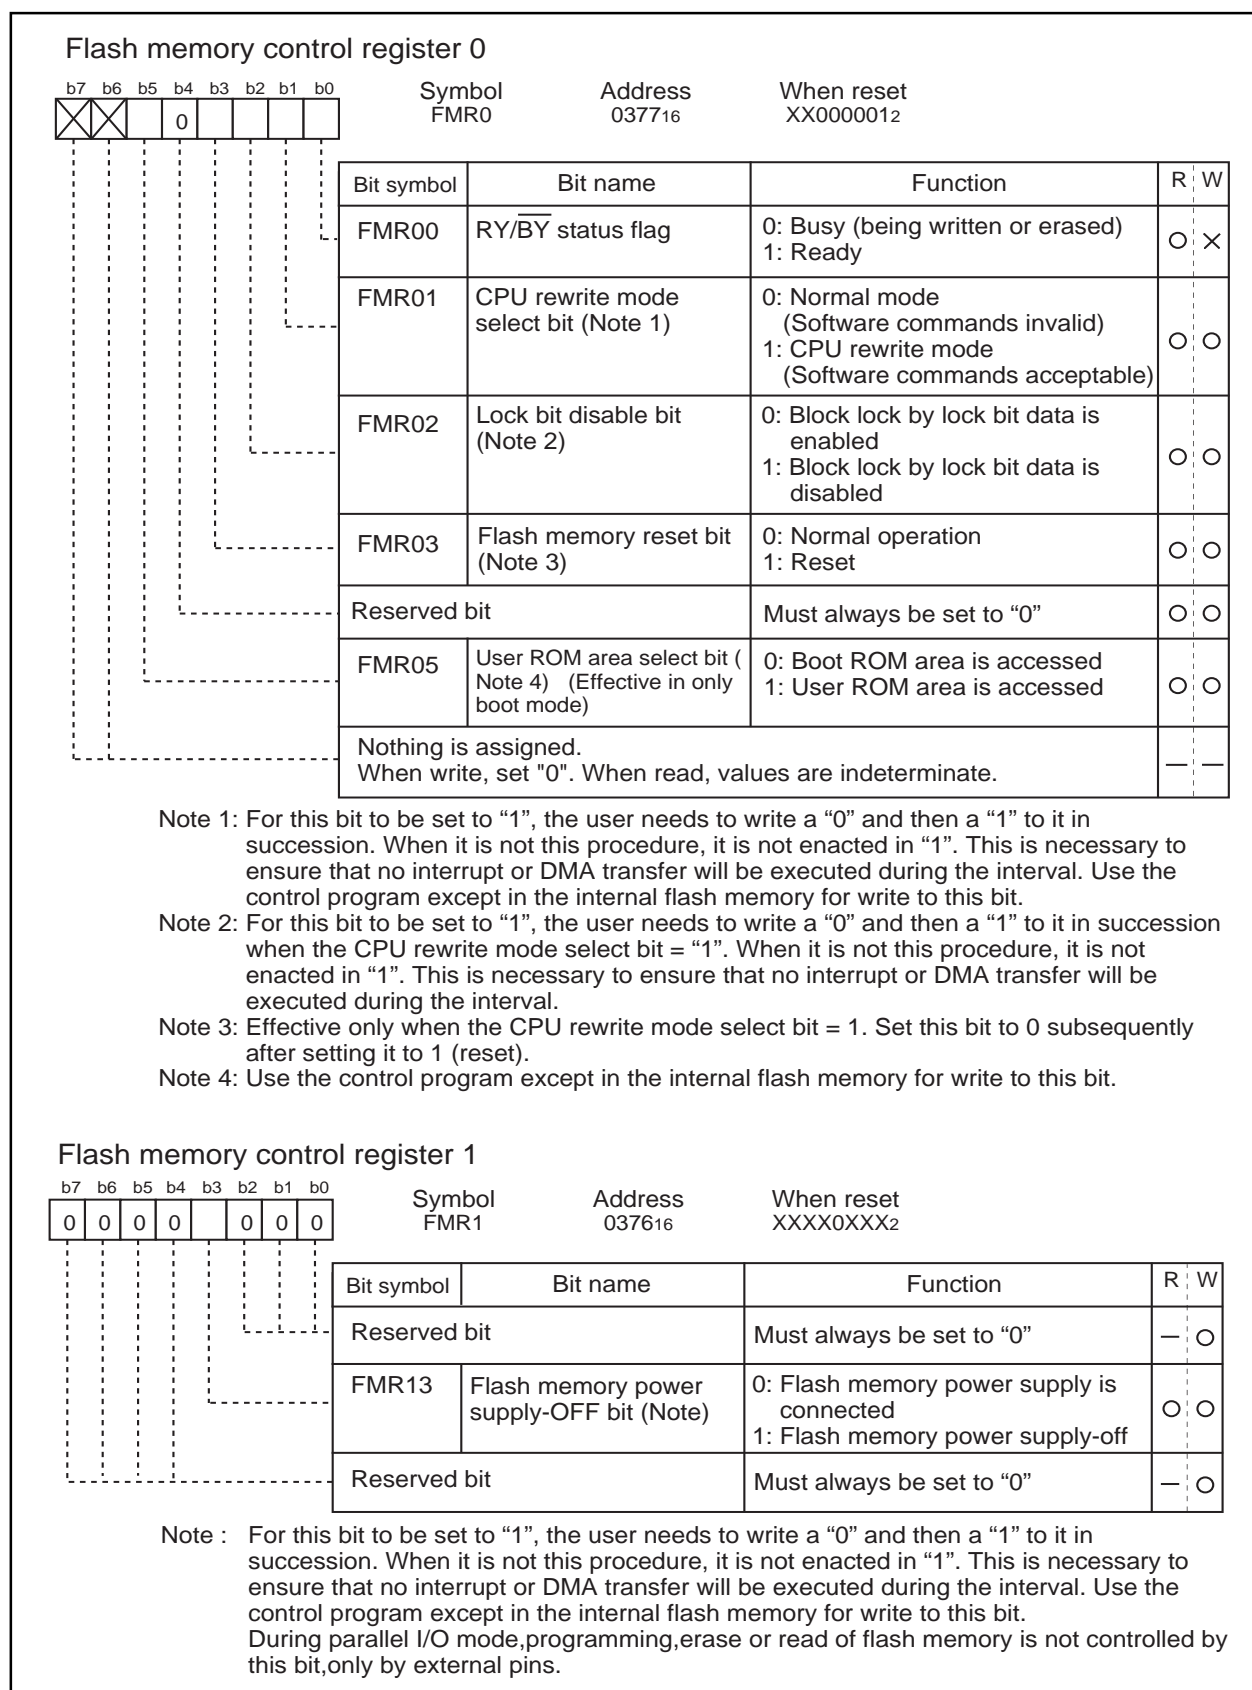 Flash memory control register 0
b7 b6 b5 b4 b3 b2 b1 b0
Symbol Address When reset
FMR0 037716 XX0000012
0
Bit symbol Bit name Function R W
FMR00 RY/BY status flag 0: Busy (being written or erased)
1: Ready
FMR01 CPU rewrite mode 0: Normal mode
select bit (Note 1) (Software commands invalid)
1: CPU rewrite mode
(Software commands acceptable)
FMR02 Lock bit disable bit 0: Block lock by lock bit data is
(Note 2) enabled
1: Block lock by lock bit data is
disabled
FMR03 Flash memory reset bit 0: Normal operation
(Note 3) 1: Reset
Reserved bit Must always be set to “0”
FMR05 User ROM area select bit ( 0: Boot ROM area is accessed
Note 4) (Effective in only 1: User ROM area is accessed
boot mode)
Nothing is assigned.
When write, set "0". When read, values are indeterminate.
Note 1: For this bit to be set to “1”, the user needs to write a “0” and then a “1” to it in
succession. When it is not this procedure, it is not enacted in “1”. This is necessary to
ensure that no interrupt or DMA transfer will be executed during the interval. Use the
control program except in the internal flash memory for write to this bit.
Note 2: For this bit to be set to “1”, the user needs to write a “0” and then a “1” to it in succession
when the CPU rewrite mode select bit = “1”. When it is not this procedure, it is not
enacted in “1”. This is necessary to ensure that no interrupt or DMA transfer will be
executed during the interval.
Note 3: Effective only when the CPU rewrite mode select bit = 1. Set this bit to 0 subsequently
after setting it to 1 (reset).
Note 4: Use the control program except in the internal flash memory for write to this bit.
Flash memory control register 1
b7 b6 b5 b4 b3 b2 b1 b0
Symbol Address When reset
FMR1 037616 XXXX0XXX2
0 0 0 0 0 0 0
Bit symbol Bit name Function R W
Reserved bit Must always be set to “0”
FMR13 Flash memory power 0: Flash memory power supply is
supply-OFF bit (Note) connected
1: Flash memory power supply-off
Reserved bit Must always be set to “0”
Note : For this bit to be set to “1”, the user needs to write a “0” and then a “1” to it in
succession. When it is not this procedure, it is not enacted in “1”. This is necessary to
ensure that no interrupt or DMA transfer will be executed during the interval. Use the
control program except in the internal flash memory for write to this bit.
During parallel I/O mode,programming,erase or read of flash memory is not controlled by
this bit,only by external pins.